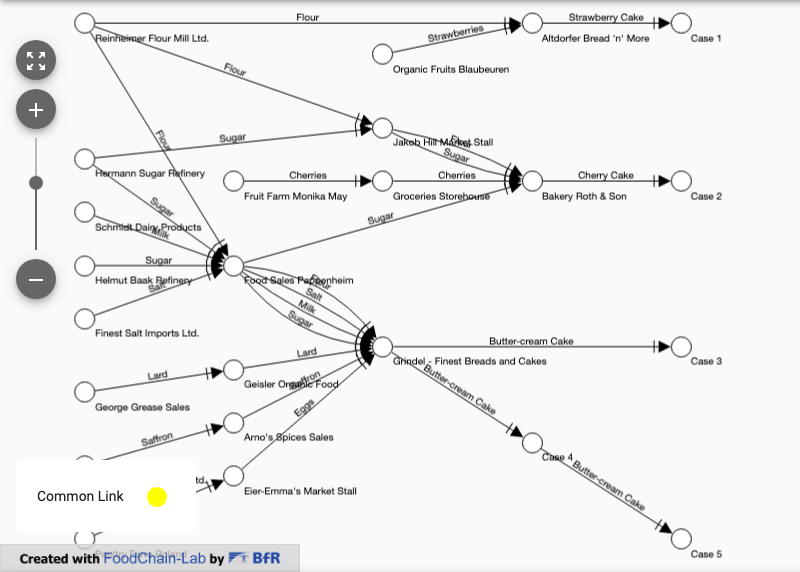 Flour
Strawberry Cake
Reinheimer Flour Mill Ltd.
Strawberries
Altdorfer Bread 'n' More
Case 1
Organic Fruits Blaubeuren
Flour
Flour
Sugar
Jakob Hill Market Stall
Flour
Sugar
Hermann Sugar Refinery
Cherries
Cherries
Cherry Cake
Fruit Farm Monika May
Groceries Storehouse
Bakery Roth & Son
Case 2
Sugar
Sugar
Schmidt Dairy Products
Milk
Sugar
Helmut Baak Refinery
Food Sales Pappenheim
Salt
Flour
Salt
Milk
Sugar
Finest Salt Imports Ltd.
Butter-cream Cake
Lard
Grindel - Finest Breads and Cakes
Case 3
Lard
Geisler Organic Food
Saffron
Butter-cream Cake
George Grease Sales
Eggs
Saffron
Arno's Spices Sales
Case 4
Butter-cream Cake
td.
Eier-Emma's Market Stall
Common Link
Case 5
Created with FoodChain-Lab by BfR